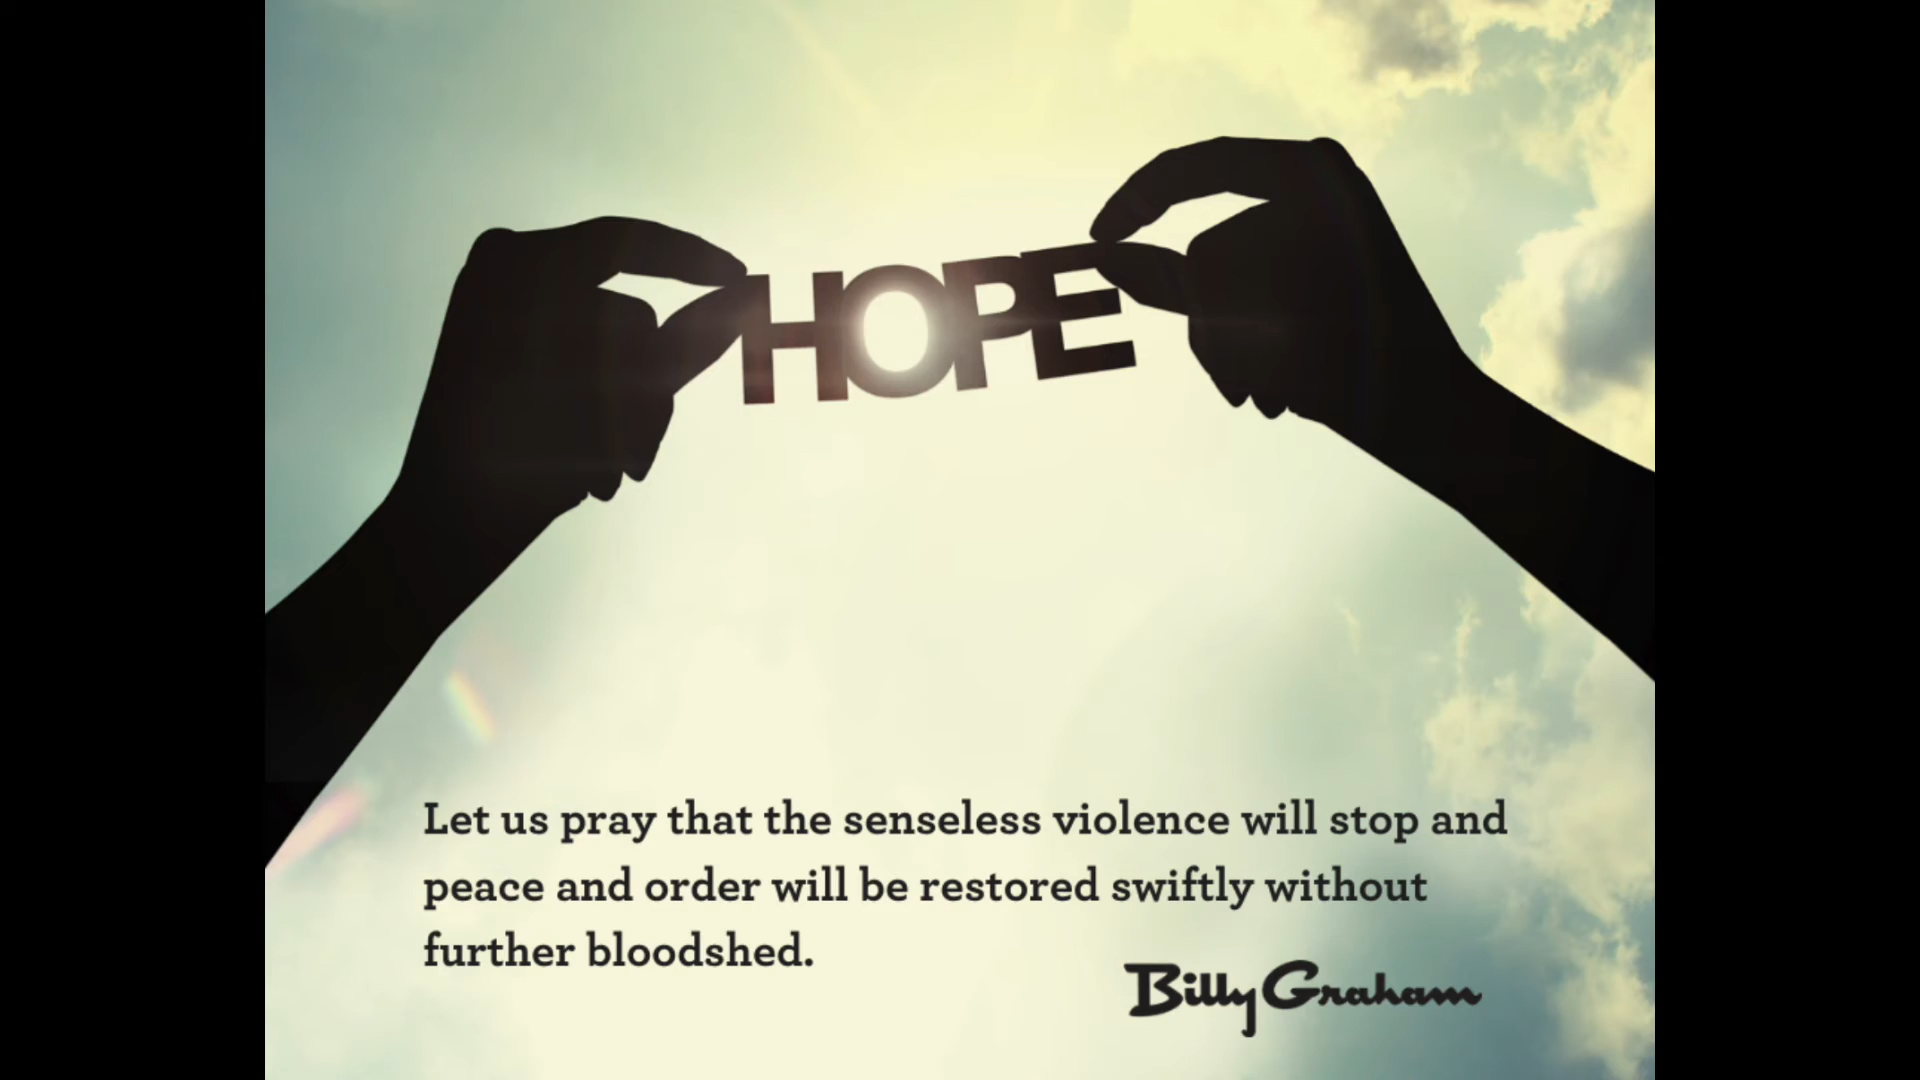 HOPE
Let us pray that the senseless violence will stop and
peace and order will be restored swiftly without
further bloodshed.
Billy Graham